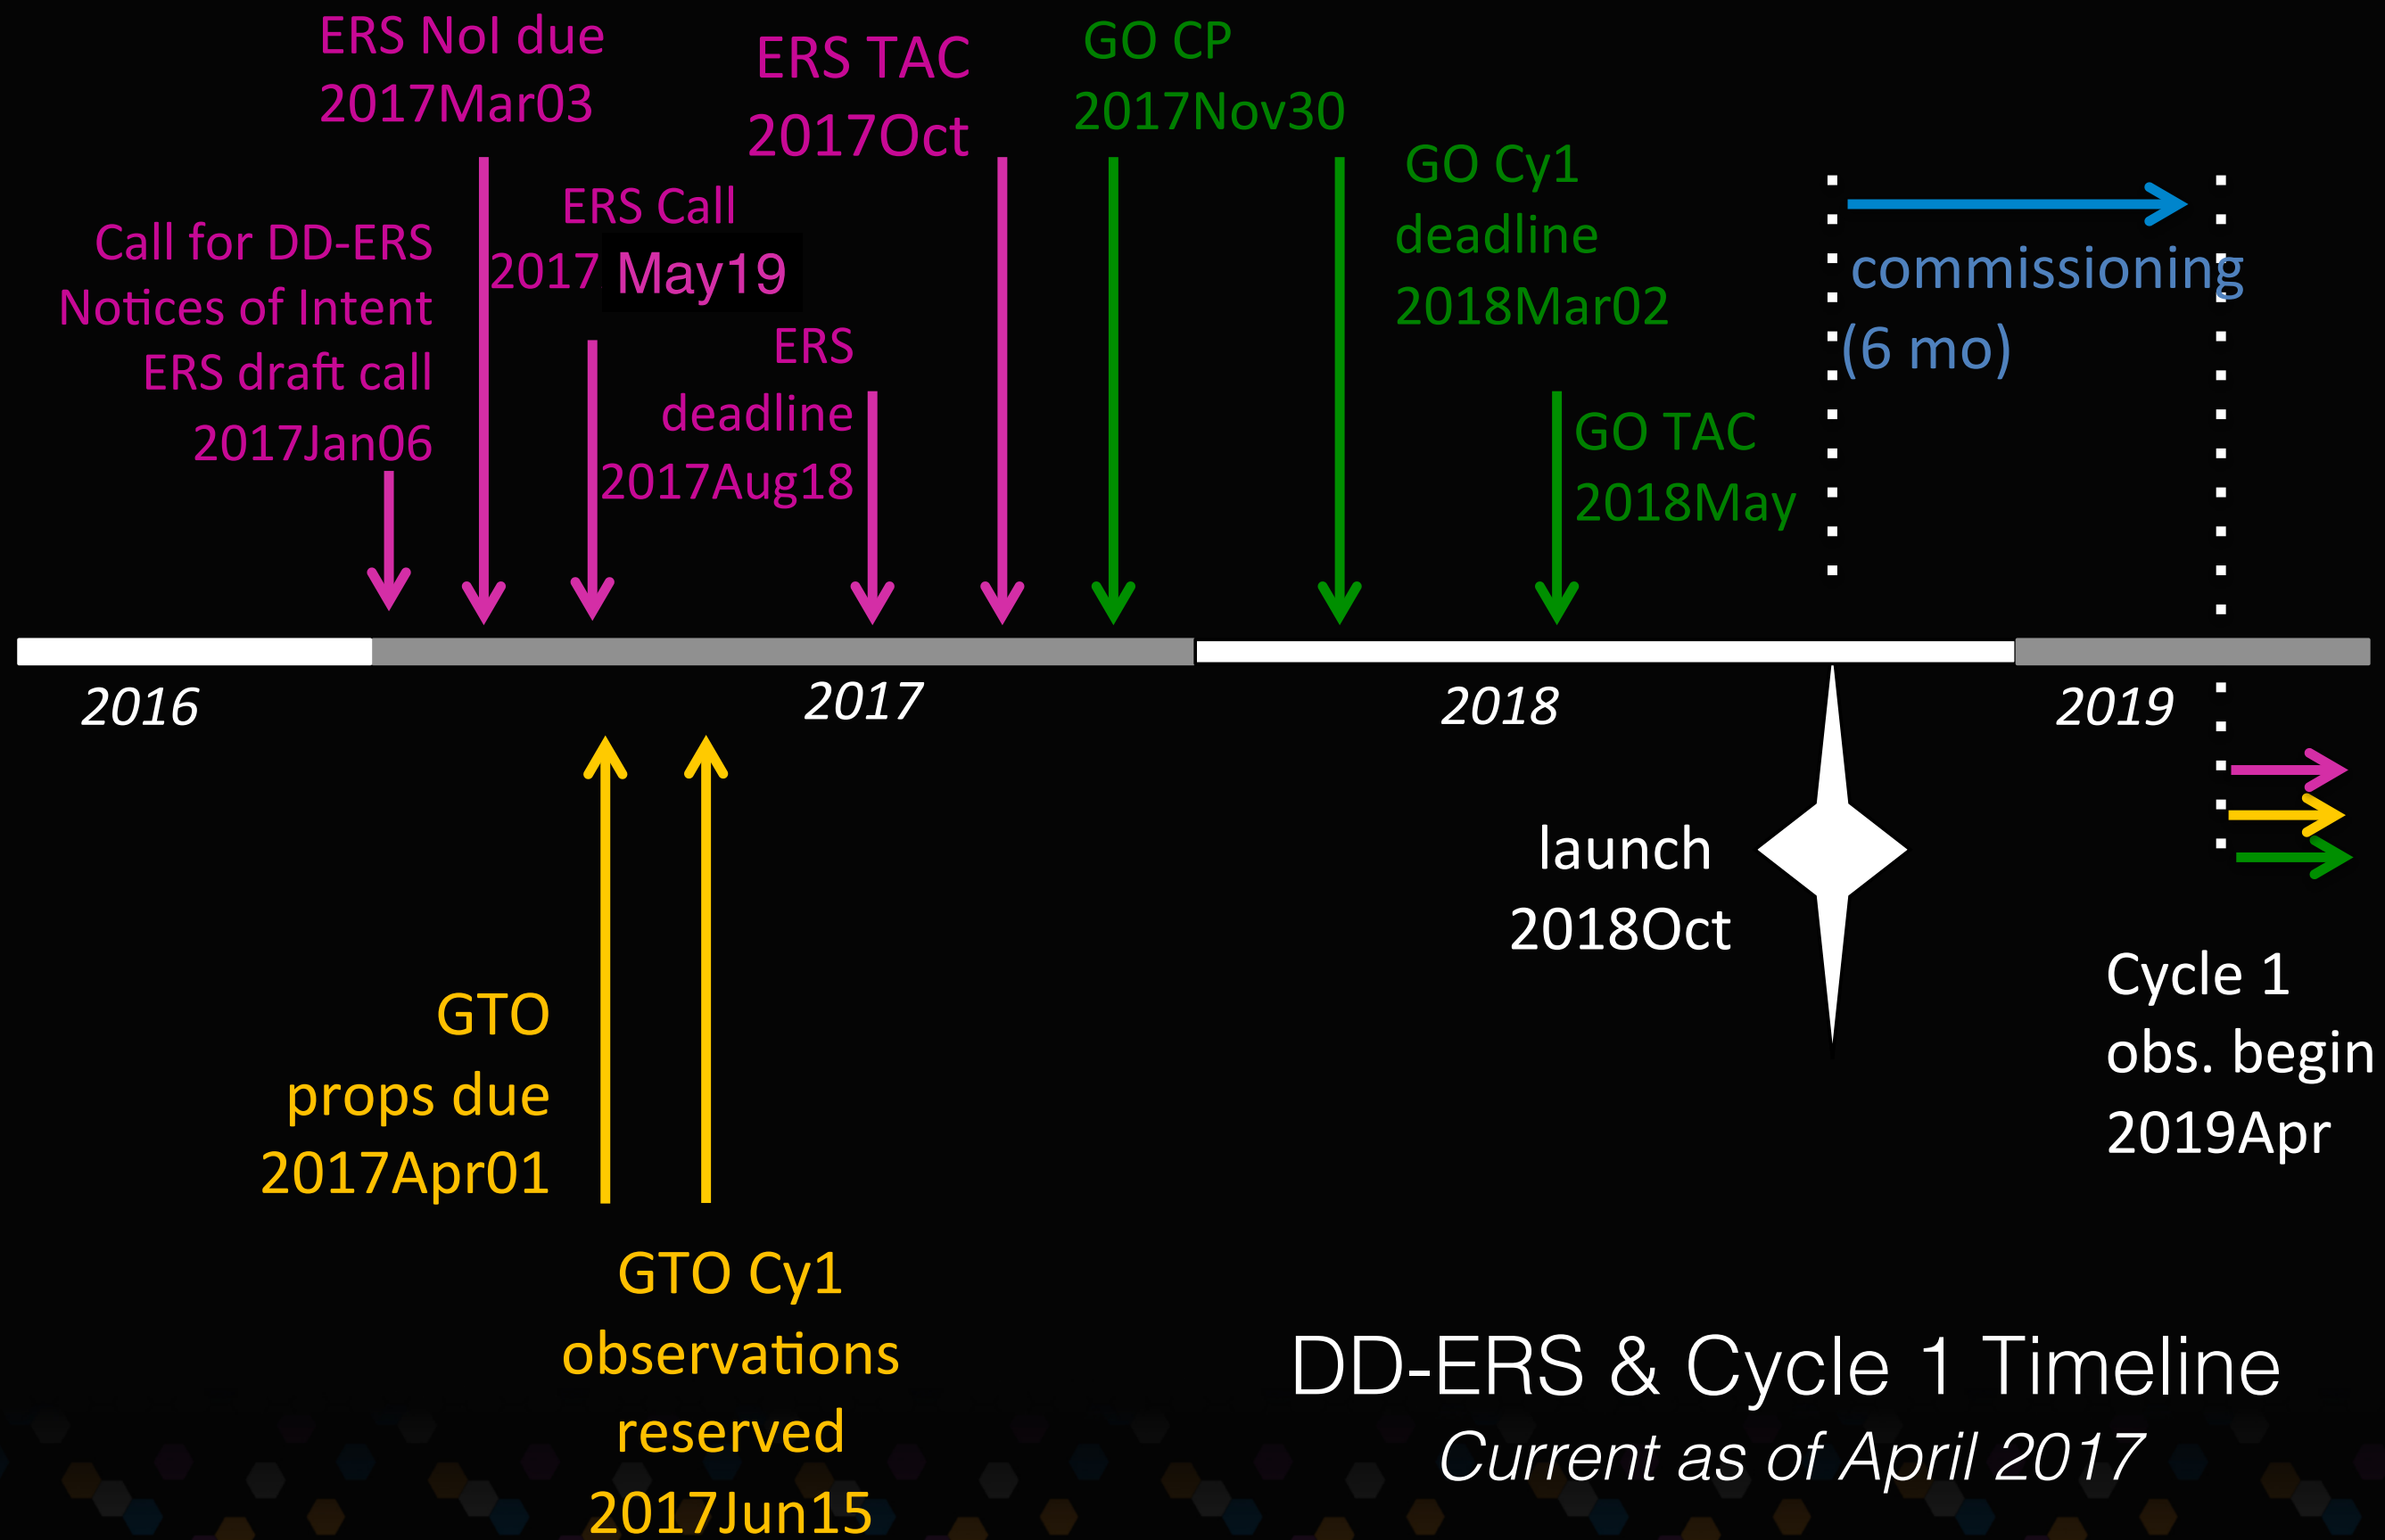 ERS NoI due
2017Mar03
ERS TAC
2017Oct
GO CP
2017Nov30
Call for DD-ERS
Notices of Intent
ERS draft call
2017Jan06
ERS Call
2017 May19
ERS
deadline
2017Aug18
GO Cy1
deadline
2018Mar02
GO TAC
2018May
commissioning
(6 mo)
2016
2017
2018
2019
GTO
props due
2017Apr01
GTO Cy1
observations
reserved
2017Jun15
launch
2018Oct
Cycle 1
obs. begin
2019Apr
DD-ERS & Cycle 1 Timeline
Current as of April 2017